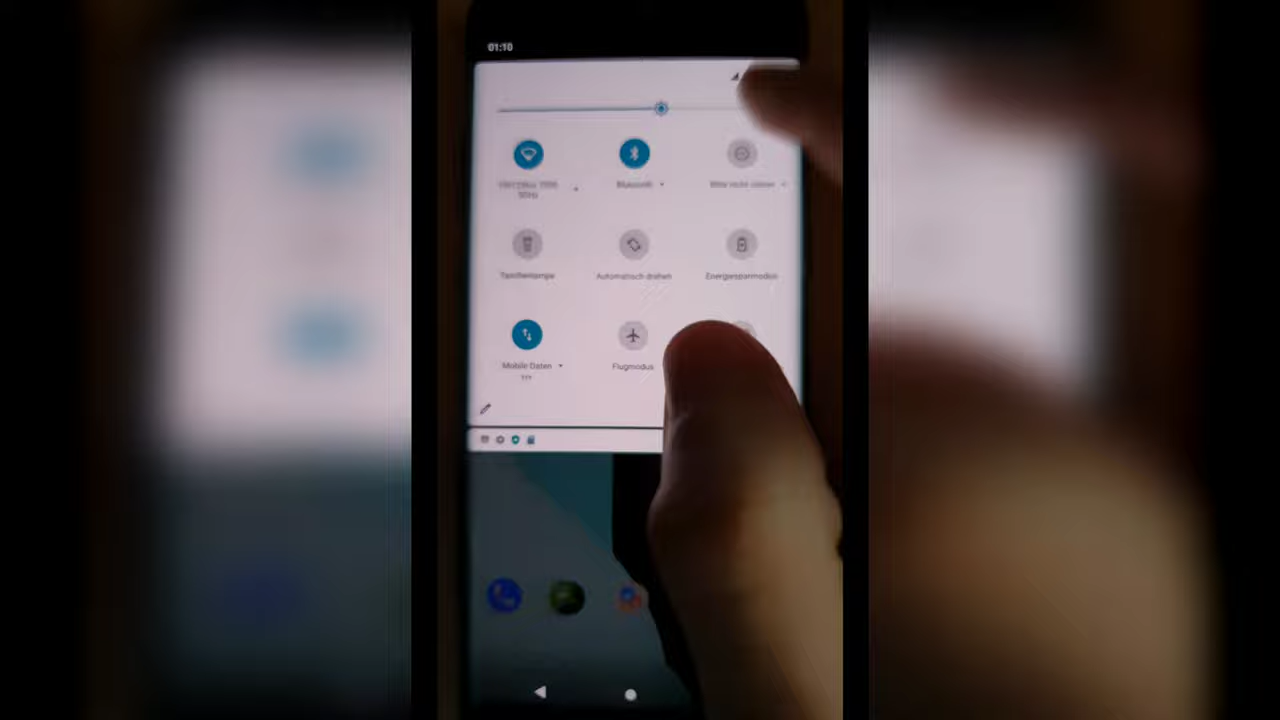 01:10
Bluetooth
Bitte nicht stören
Taschenlampe
Automatisch drehen
Energiesparmodus
Mobile Daten
Flugmodus